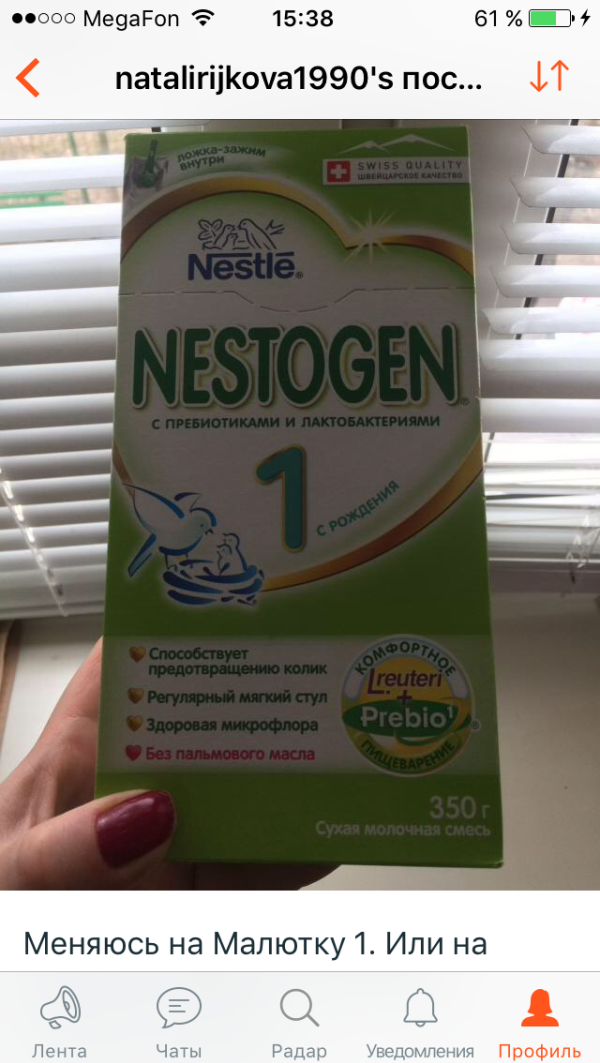 MegaFon 15:38 61 %
natalirijkova1990's пос...
ложка-зажим
внутри
SWISS QUALITY
ШВЕЙЦАРСКОЕ КАЧЕСТВО
Nestlé®
NESTOGEN®
С ПРЕБИОТИКАМИ И ЛАКТОБАКТЕРИЯМИ
1
С РОЖДЕНИЯ
Способствует
предотвращению колик
Регулярный мягкий стул
Здоровая микрофлора
Без пальмового масла
КОМФОРТНОЕ
L.reuteri
+
Prebio1
ПИЩЕВАРЕНИЕ
350 г
Сухая молочная смесь
Меняюсь на Малютку 1. Или на
Лента Чаты Радар Уведомления Профиль